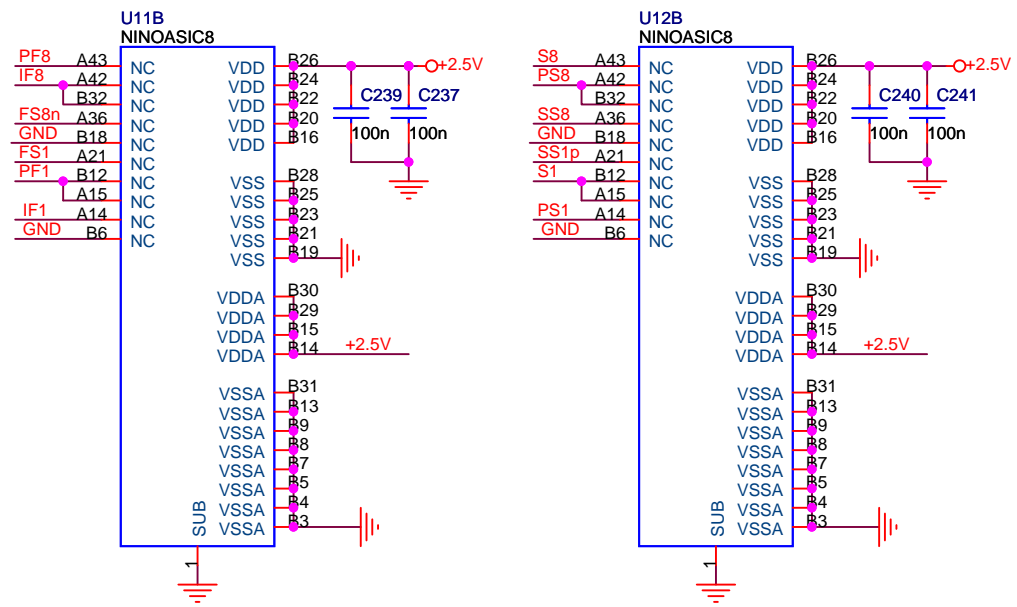 U11B
NINOASIC8
PF8 A43 NC
IF8 A42 NC
B32 NC
FS8n A36 NC
GND B18 NC
FS1 A21 NC
PF1 B12 NC
A15 NC
IF1 A14 NC
GND B6 NC
VDD B26 +2.5V
VDD B24
VDD B22
VDD B20
VDD B16
C239 C237
100n 100n
VSS B28
VSS B25
VSS B23
VSS B21
VSS B19
VDDA B30
VDDA B29
VDDA B15
VDDA B14 +2.5V
VSSA B31
VSSA B13
VSSA B9
VSSA B8
VSSA B7
VSSA B5
VSSA B4
VSSA B3
SUB
1
U12B
NINOASIC8
S8 A43 NC
PS8 A42 NC
B32 NC
SS8 A36 NC
GND B18 NC
SS1p A21 NC
S1 B12 NC
A15 NC
PS1 A14 NC
GND B6 NC
VDD B26 +2.5V
VDD B24
VDD B22
VDD B20
VDD B16
C240 C241
100n 100n
VSS B28
VSS B25
VSS B23
VSS B21
VSS B19
VDDA B30
VDDA B29
VDDA B15
VDDA B14 +2.5V
VSSA B31
VSSA B13
VSSA B9
VSSA B8
VSSA B7
VSSA B5
VSSA B4
VSSA B3
SUB
1